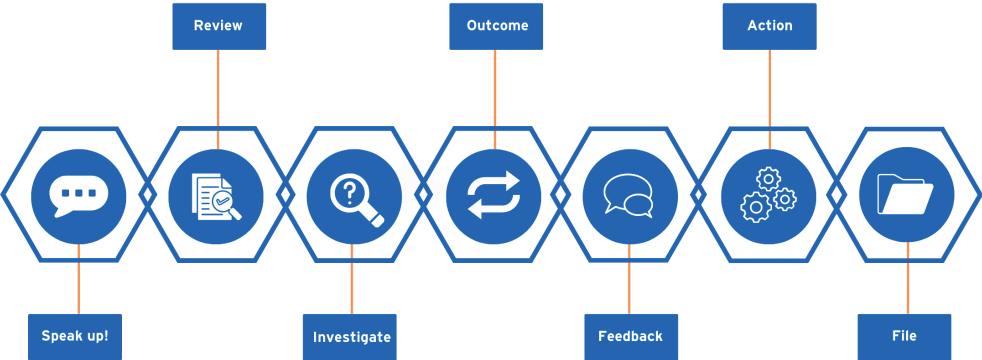 Review
Outcome
Action
Speak up!
Investigate
Feedback
File